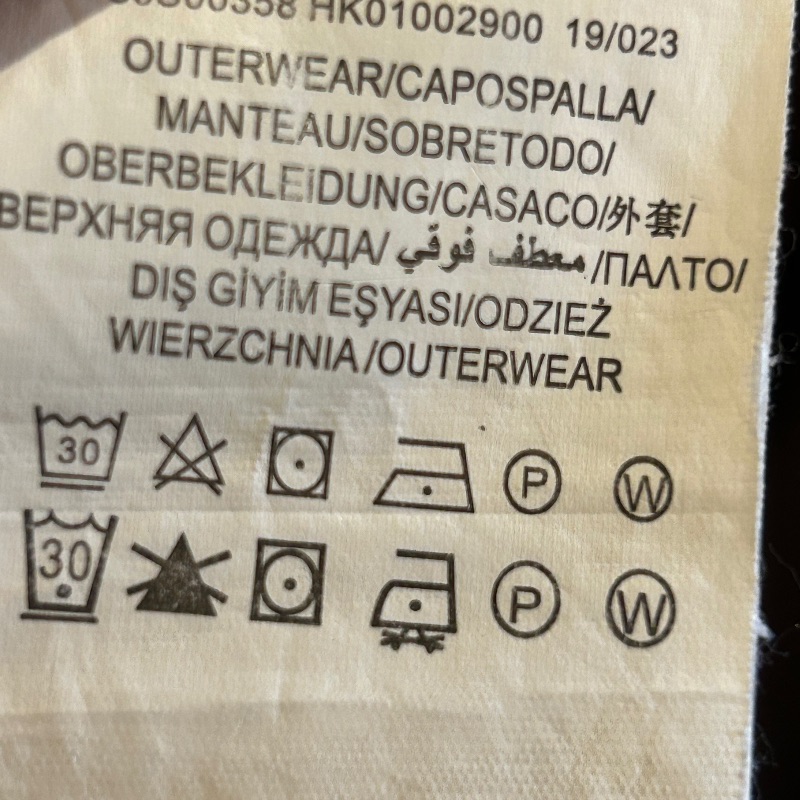 HK01002900 19/023
OUTERWEAR/CAPOSPALLA/
MANTEAU/SOBRETODO/
OBERBEKLEiDUNG/CASACO/外套/
ВЕРХНЯЯ ОДЕЖДА/ معطف فوقي /ΠΑΛΤΟ/
DIŞ GİYİM EŞYASI/ODZIEŻ
WIERZCHNIA/OUTERWEAR
30 P W
30 P W